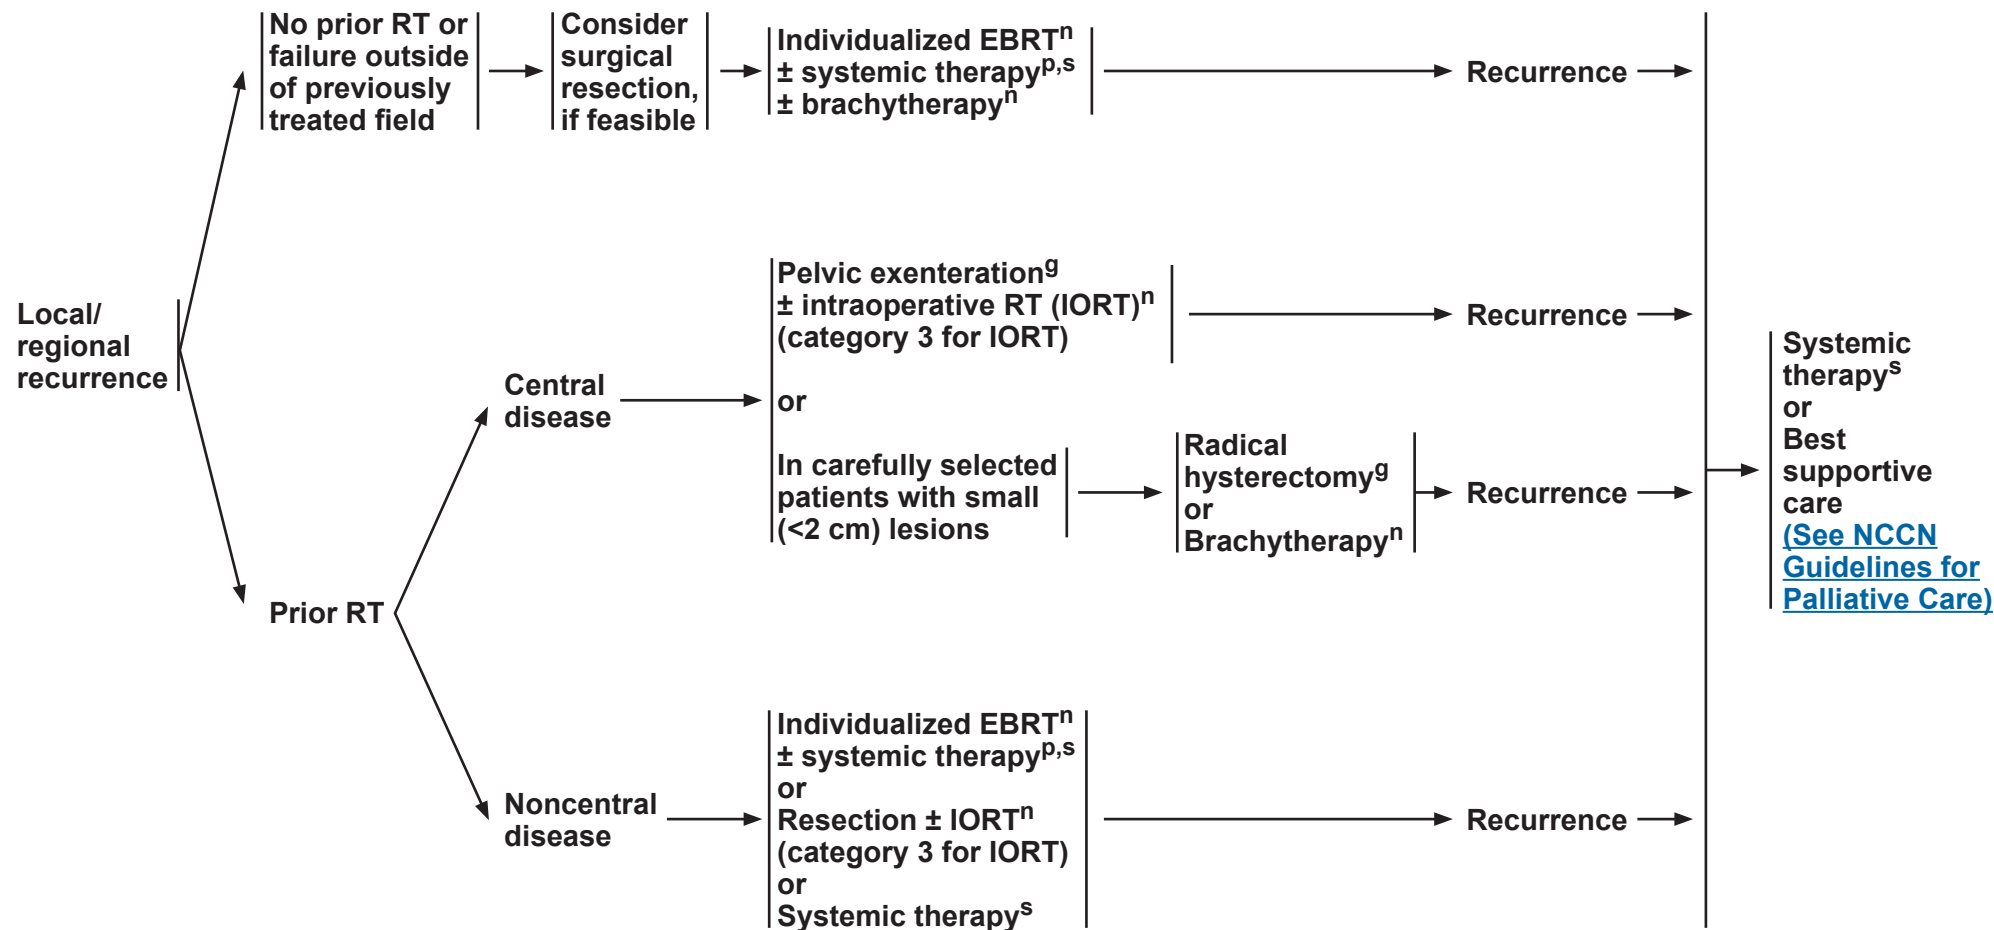 No prior RT or
failure outside
of previously
treated field
Consider
surgical
resection,
if feasible
Individualized EBRTn
± systemic therapyp,s
± brachytherapyn
Recurrence
Local/
regional
recurrence
Prior RT
Central
disease
Pelvic exenterationg
± intraoperative RT (IORT)n
(category 3 for IORT)
Recurrence
or
In carefully selected
patients with small
(<2 cm) lesions
Radical
hysterectomyg
or
Brachytherapyn
Recurrence
Noncentral
disease
Individualized EBRTn
± systemic therapyp,s
or
Resection ± IORTn
(category 3 for IORT)
or
Systemic therapys
Recurrence
Systemic
therapys
or
Best
supportive
care
(See NCCN
Guidelines for
Palliative Care)